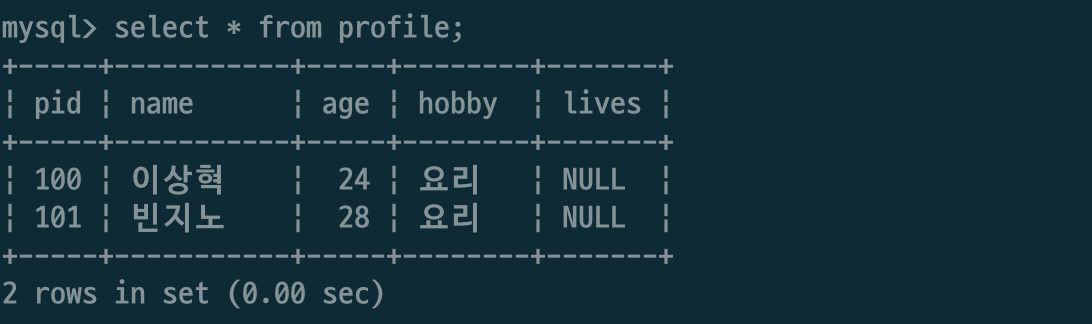 mysql> select * from profile;
+-----+-----------+-----+--------+-------+
| pid | name      | age | hobby  | lives |
+-----+-----------+-----+--------+-------+
| 100 | 이상혁    |  24 | 요리   | NULL  |
| 101 | 빈지노    |  28 | 요리   | NULL  |
+-----+-----------+-----+--------+-------+
2 rows in set (0.00 sec)